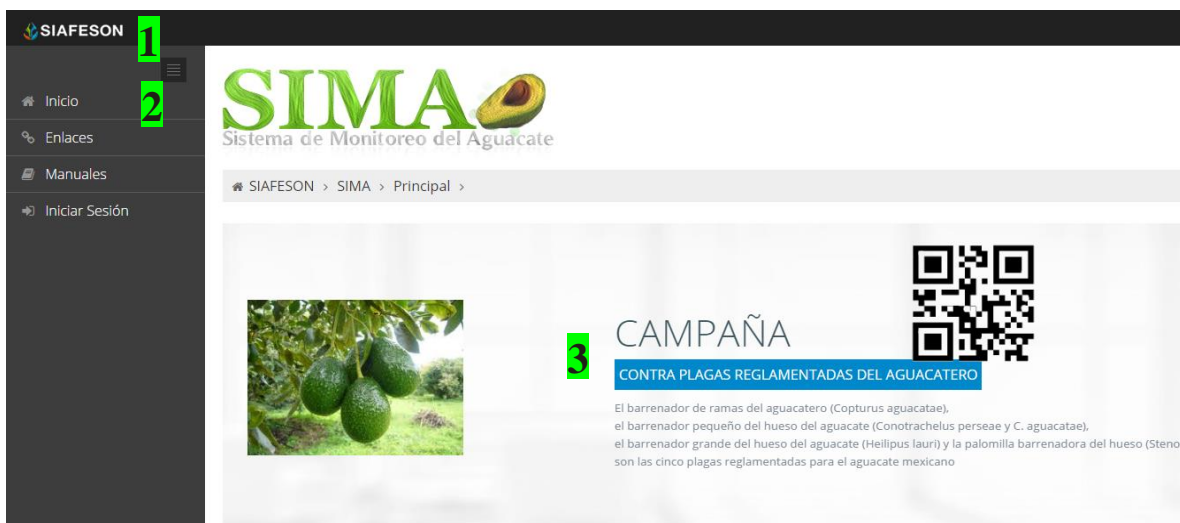 SIAFESON
1
2
Inicio
Enlaces
Manuales
Iniciar Sesión
SIMA
Sistema de Monitoreo del Aguacate
SIAFESON > SIMA > Principal >
3
CAMPAÑA
CONTRA PLAGAS REGLAMENTADAS DEL AGUACATERO
El barrenador de ramas del aguacatero (Copturus aguacatae),
el barrenador pequeño del hueso del aguacate (Conotrachelus perseae y C. aguacatae),
el barrenador grande del hueso del aguacate (Heilipus lauri) y la palomilla barrenadora del hueso (Steno
son las cinco plagas reglamentadas para el aguacate mexicano